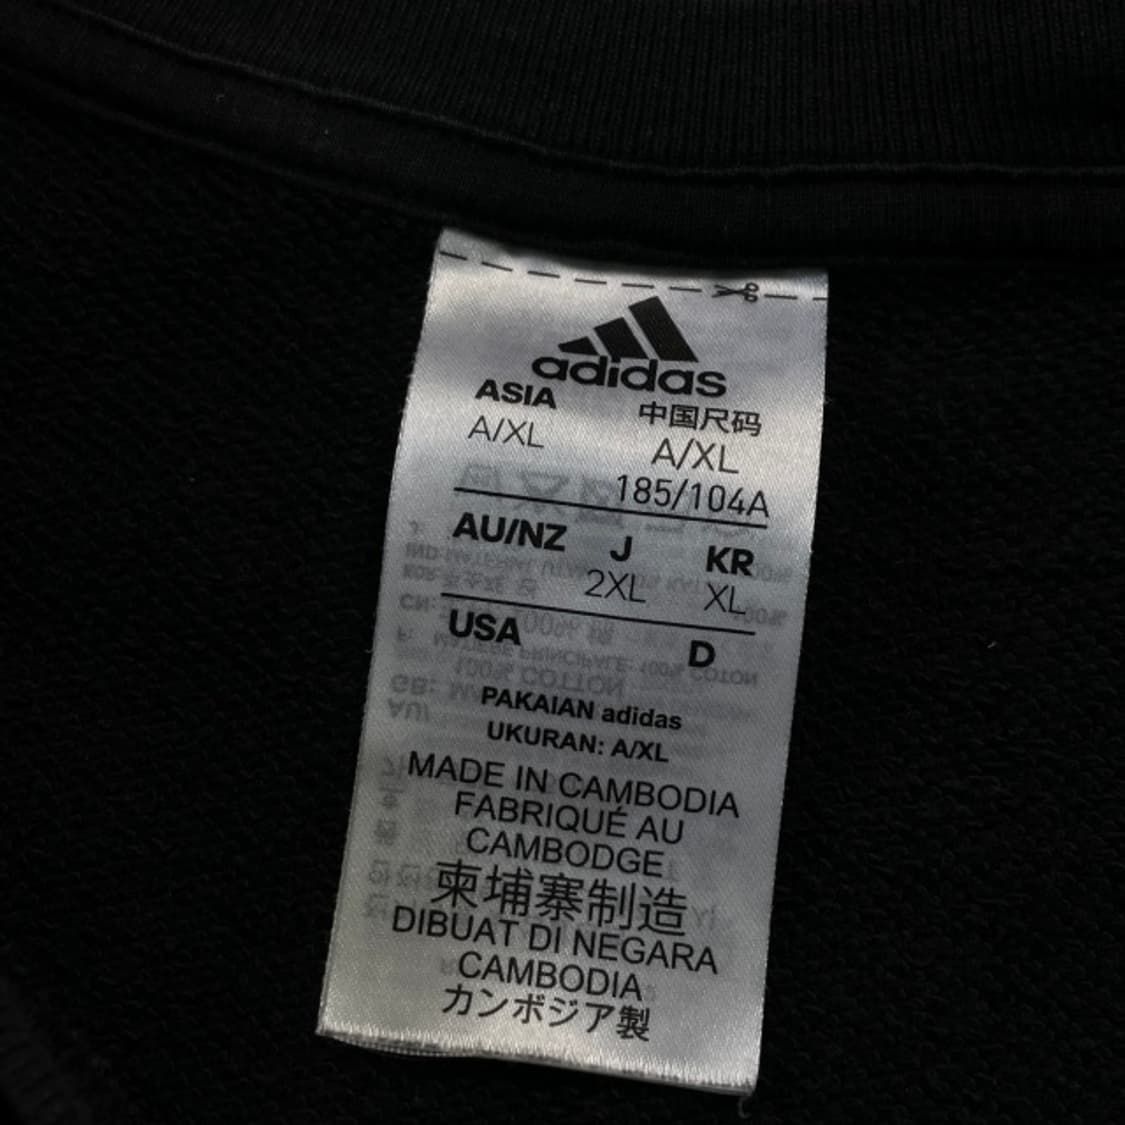 adidas
ASIA 中国尺码
A/XL A/XL
185/104A
AU/NZ J KR
2XL XL
USA D
PAKAIAN adidas
UKURAN: A/XL
MADE IN CAMBODIA
FABRIQUÉ AU
CAMBODGE
柬埔寨制造
DIBUAT DI NEGARA
CAMBODIA
カンボジア製